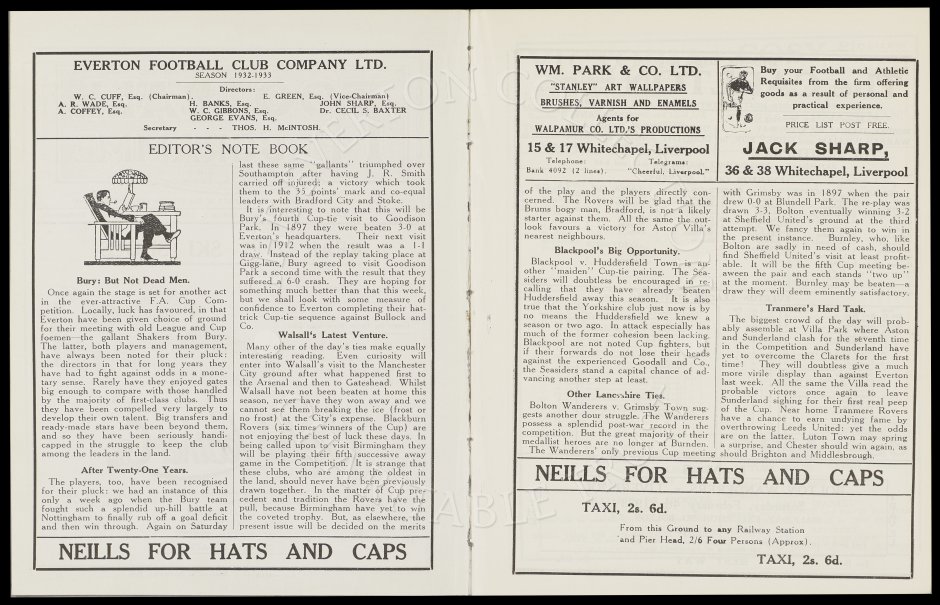 EVERTON FOOTBALL CLUB COMPANY LTD.
SEASON 1932-1933
Directors:
W. C. CUFF, Esq. (Chairman). E. GREEN, Esq. (Vice-Chairman)
A. R. WADE, Esq. H. BANKS, Esq. JOHN SHARP, Esq.
A. COFFEY, Esq. W. C. GIBBONS, Esq. Dr. CECIL S. BAXTER
GEORGE EVANS, Esq.
Secretary - - - THOS. H. McINTOSH.
EDITOR'S NOTE BOOK
Bury: But Not Dead Men.
Once again the stage is set for another act
in the ever-attractive F.A. Cup Com-
petition. Locally, luck has favoured, in that
Everton have been given choice of ground
for their meeting with old League and Cup
foemen—the gallant Shakers from Bury.
The latter, both players and management,
have always been noted for their pluck:
the directors in that for long years they
have had to fight against odds in a mone-
tary sense. Rarely have they enjoyed gates
big enough to compete with those handled
by the majority of first-class clubs. Thus
they have been compelled very largely to
develop their own talent. Big transfers and
ready-made stars have been beyond them,
and so they have been seriously handi-
capped in the struggle to keep the club
among the leaders in the land.
After Twenty-One Years.
The players, too, have been recognised
for their pluck: we had an instance of this
only a week ago when the Bury team
fought such a splendid up-hill battle at
Nottingham to finally rub off a goal deficit
and then win through. Again on Saturday
last these same "gallants" triumphed over
Southampton after having J. R. Smith
carried off injured; a victory which took
them to the 35 points' mark and co-equal
leaders with Bradford City and Stoke.
It is interesting to note that this will be
Bury's fourth Cup-tie visit to Goodison
Park. In 1897 they were beaten 3-0 at
Everton's headquarters. Their next visit
was in 1912 when the result was a 1-1
draw. Instead of the replay taking place at
Gigg-lane, Bury agreed to visit Goodison
Park a second time with the result that they
suffered a 6-0 crash. They are hoping for
something much better than that this week,
but we shall look with some measure of
confidence to Everton completing their hat-
trick Cup-tie sequence against Bullock and
Co.
Walsall's Latest Venture.
Many other of the day's ties make equally
interesting reading. Even curiosity will
enter into Walsall's visit to the Manchester
City ground after what happened first to
the Arsenal and then to Gateshead. Whilst
Walsall have not been beaten at home this
season, never have they won away and we
cannot see them breaking the ice (frost or
no frost) at the City's expense. Blackburn
Rovers (six times winners of the Cup) are
not enjoying the best of luck these days. In
being called upon to visit Birmingham they
will be playing their fifth successive away
game in the Competition. It is strange that
these clubs, who are among the oldest in
the land, should never have been previously
drawn together. In the matter of Cup pre-
cedent and tradition the Rovers have the
pull, because Birmingham have yet to win
the coveted trophy. But, as elsewhere, the
present issue will be decided on the merits
NEILLS FOR HATS AND CAPS
WM. PARK & CO. LTD.
"STANLEY" ART WALLPAPERS
BRUSHES, VARNISH AND ENAMELS
Agents for
WALPAMUR CO. LTD.'S PRODUCTIONS
15 & 17 Whitechapel, Liverpool
Telephone: Telegrams:
Bank 4092 (2 lines). "Cheerful, Liverpool."
Buy your Football and Athletic
Requisites from the firm offering
goods as a result of personal and
practical experience.
PRICE LIST POST FREE.
JACK SHARP,
36 & 38 Whitechapel, Liverpool
of the play and the players directly con-
cerned. The Rovers will be glad that the
Brums bogy man, Bradford, is not a likely
starter against them. All the same the out-
look favours a victory for Aston Villa's
nearest neighbours.
Blackpool's Big Opportunity.
Blackpool v. Huddersfield Town is an-
other "maiden" Cup-tie pairing. The Sea-
siders will doubtless be encouraged in re-
calling that they have already beaten
Huddersfield away this season. It is also
true that the Yorkshire club just now is by
no means the Huddersfield we knew a
season or two ago. In attack especially has
much of the former cohesion been lacking.
Blackpool are not noted Cup fighters, but
if their forwards do not lose their heads
against the experienced Goodall and Co.,
the Seasiders stand a capital chance of ad-
vancing another step at least.
Other Lancashire Ties.
Bolton Wanderers v. Grimsby Town sug-
gests another dour struggle. The Wanderers
possess a splendid post-war record in the
competition. But the great majority of their
medallist heroes are no longer at Burnden.
The Wanderers' only previous Cup meeting
with Grimsby was in 1897 when the pair
drew 0-0 at Blundell Park. The re-play was
drawn 3-3, Bolton eventually winning 3-2
at Sheffield United's ground at the third
attempt. We fancy them again to win in
the present instance. Burnley, who, like
Bolton are sadly in need of cash, should
find Sheffield United's visit at least profit-
able. It will be the fifth Cup meeting be-
tween the pair and each stands "two up"
at the moment. Burnley may be beaten—a
draw they will deem eminently satisfactory.
Tranmere's Hard Task.
The biggest crowd of the day will prob-
ably assemble at Villa Park where Aston
and Sunderland clash for the seventh time
in the Competition and Sunderland have
yet to overcome the Clarets for the first
time! They will doubtless give a much
more virile display than against Everton
last week. All the same the Villa read the
probable victors once again to leave
Sunderland sighing for their first real peep
of the Cup. Near home Tranmere Rovers
have a chance to earn undying fame by
overthrowing Leeds United; yet the odds
are on the latter. Luton Town may spring
a surprise, and Chester should win again, as
should Brighton and Middlesbrough.
NEILLS FOR HATS AND CAPS
TAXI, 2s. 6d.
From this Ground to any Railway Station
and Pier Head, 2/6 Four Persons (Approx).
TAXI, 2s. 6d.